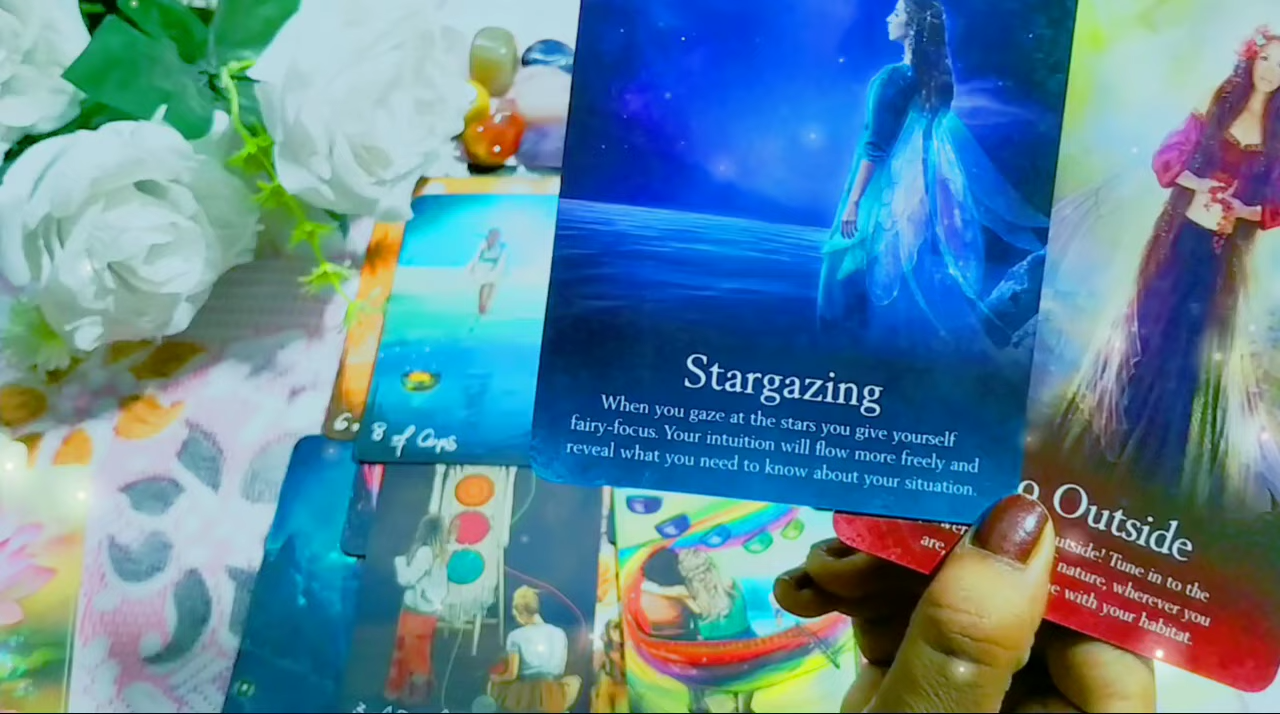 Stargazing
When you gaze at the stars you give yourself
fairy-focus. Your intuition will flow more freely and
reveal what you need to know about your situation.
Outside
utside! Tune in to the
nature, wherever you
are,
e with your habitat.
6
8 of Cups